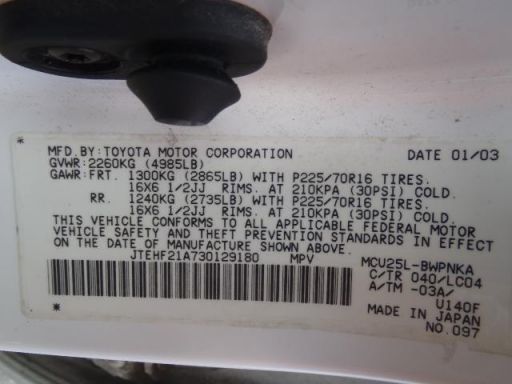 MFD.BY:TOYOTA MOTOR CORPORATION DATE 01/03
GVWR:2260KG (4985LB)
GAWR:FRT. 1300KG (2865LB) WITH P225/70R16 TIRES.
16X6 1/2JJ RIMS. AT 210KPA (30PSI) COLD.
RR. 1240KG (2735LB) WITH P225/70R16 TIRES.
16X6 1/2JJ RIMS. AT 210KPA (30PSI) COLD.
THIS VEHICLE CONFORMS TO ALL APPLICABLE FEDERAL MOTOR
VEHICLE SAFETY AND THEFT PREVENTION STANDARDS IN EFFECT
ON THE DATE OF MANUFACTURE SHOWN ABOVE.
JTEHF21A730129180 MPV MCU25L-BWPNKA
C/TR 040/LC04
A/TM -03A/
U140F
MADE IN JAPAN
NO.097